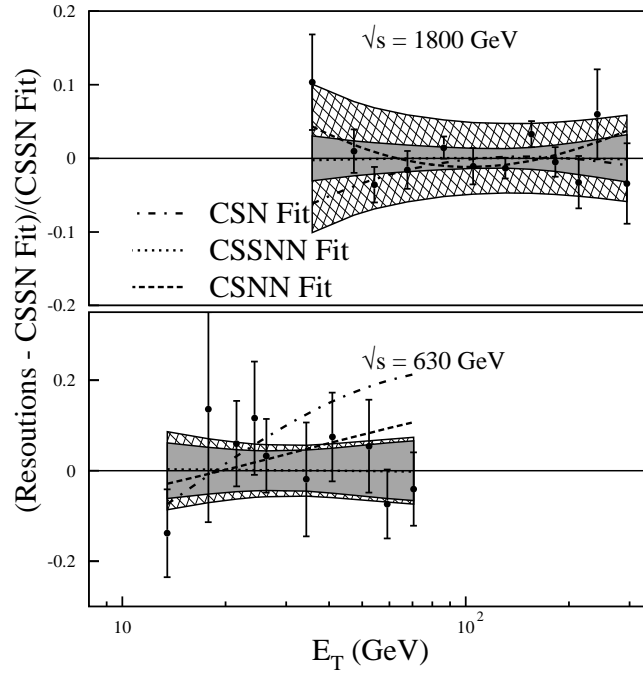 (Resoutions - CSSN Fit)/(CSSN Fit)
√s = 1800 GeV
0.2
0.1
0
-0.1
-0.2
CSN Fit
CSSNN Fit
CSNN Fit
√s = 630 GeV
0.2
0
-0.2
10
10²
E_T (GeV)